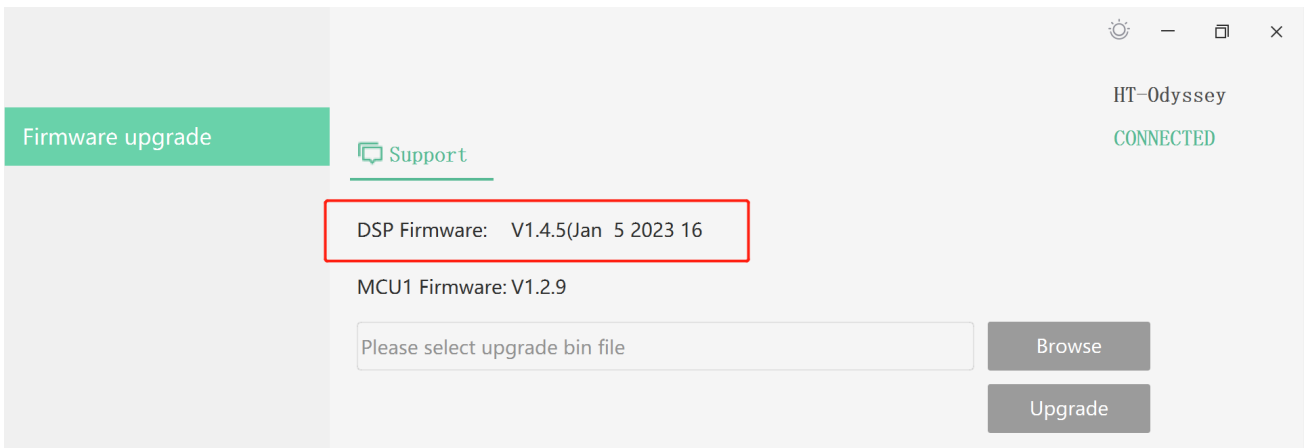 HT-Odyssey
CONNECTED
Firmware upgrade
Support
DSP Firmware: V1.4.5(Jan  5 2023 16
MCU1 Firmware: V1.2.9
Please select upgrade bin file
Browse
Upgrade